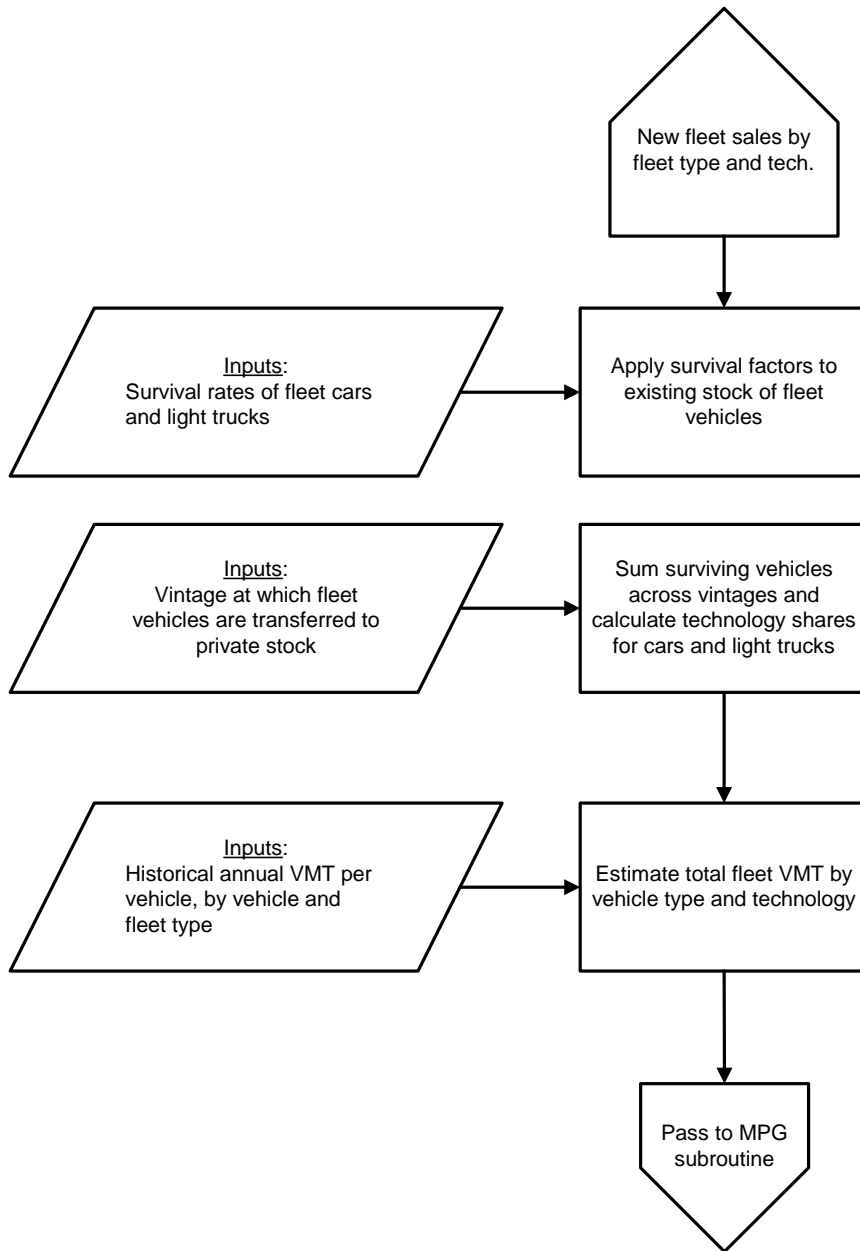 New fleet sales by
fleet type and tech.
Inputs:
Survival rates of fleet cars
and light trucks
Apply survival factors to
existing stock of fleet
vehicles
Inputs:
Vintage at which fleet
vehicles are transferred to
private stock
Sum surviving vehicles
across vintages and
calculate technology shares
for cars and light trucks
Inputs:
Historical annual VMT per
vehicle, by vehicle and
fleet type
Estimate total fleet VMT by
vehicle type and technology
Pass to MPG
subroutine